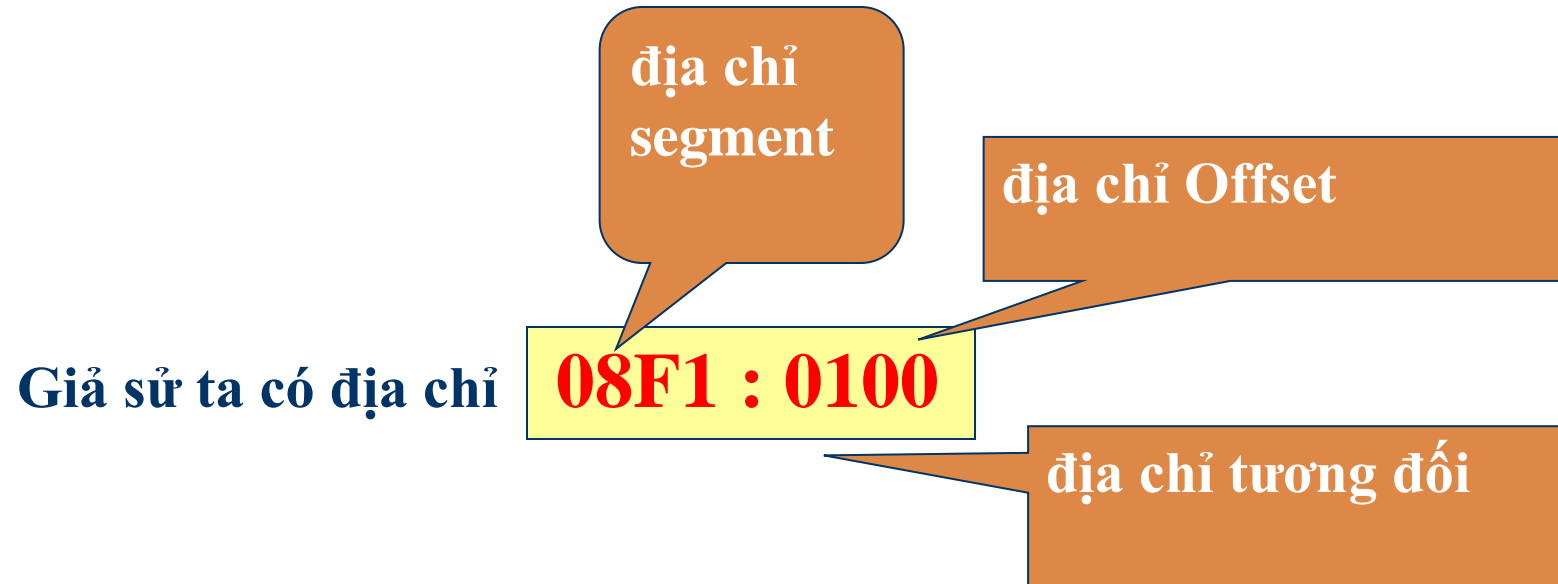 địa chỉ
segment
địa chỉ Offset
Giả sử ta có địa chỉ 08F1 : 0100
địa chỉ tương đối